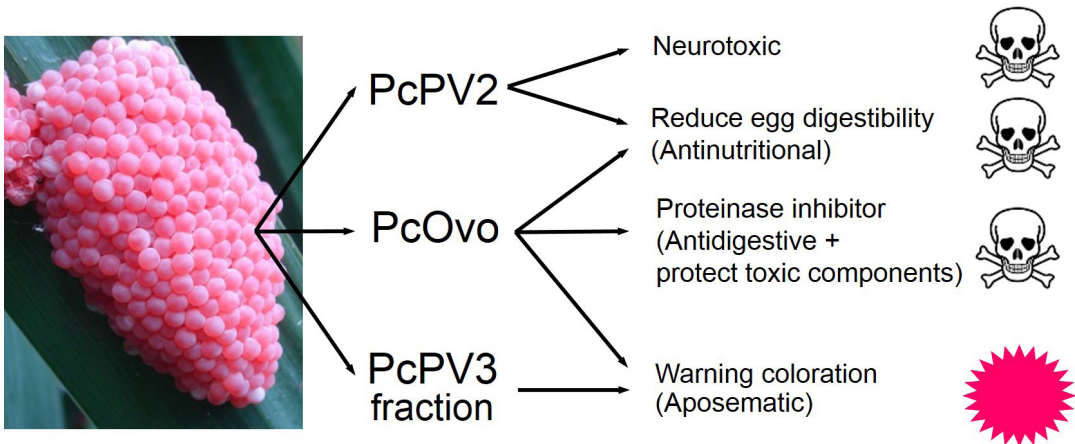 PcPV2
PcOvo
PcPV3
fraction
Neurotoxic
Reduce egg digestibility
(Antinutritional)
Proteinase inhibitor
(Antidigestive +
protect toxic components)
Warning coloration
(Aposematic)